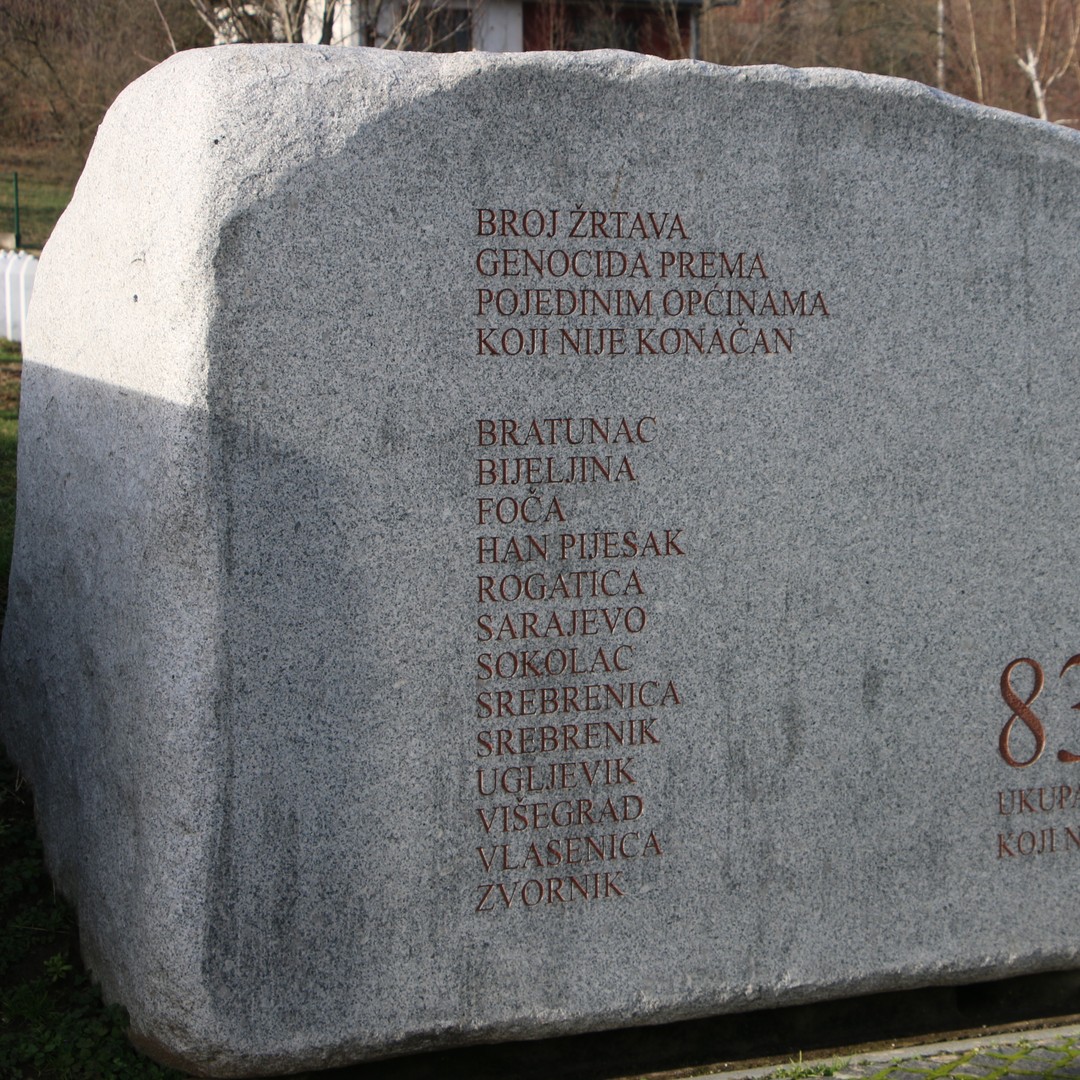 BROJ ŽRTAVA
GENOCIDA PREMA
POJEDINIM OPĆINAMA
KOJI NIJE KONAČAN
BRATUNAC
BIJELJINA
FOČA
HAN PIJESAK
ROGATICA
SARAJEVO
SOKOLAC
SREBRENICA
SREBRENIK
UGLJEVIK
VIŠEGRAD
VLASENICA
ZVORNIK
KOJI